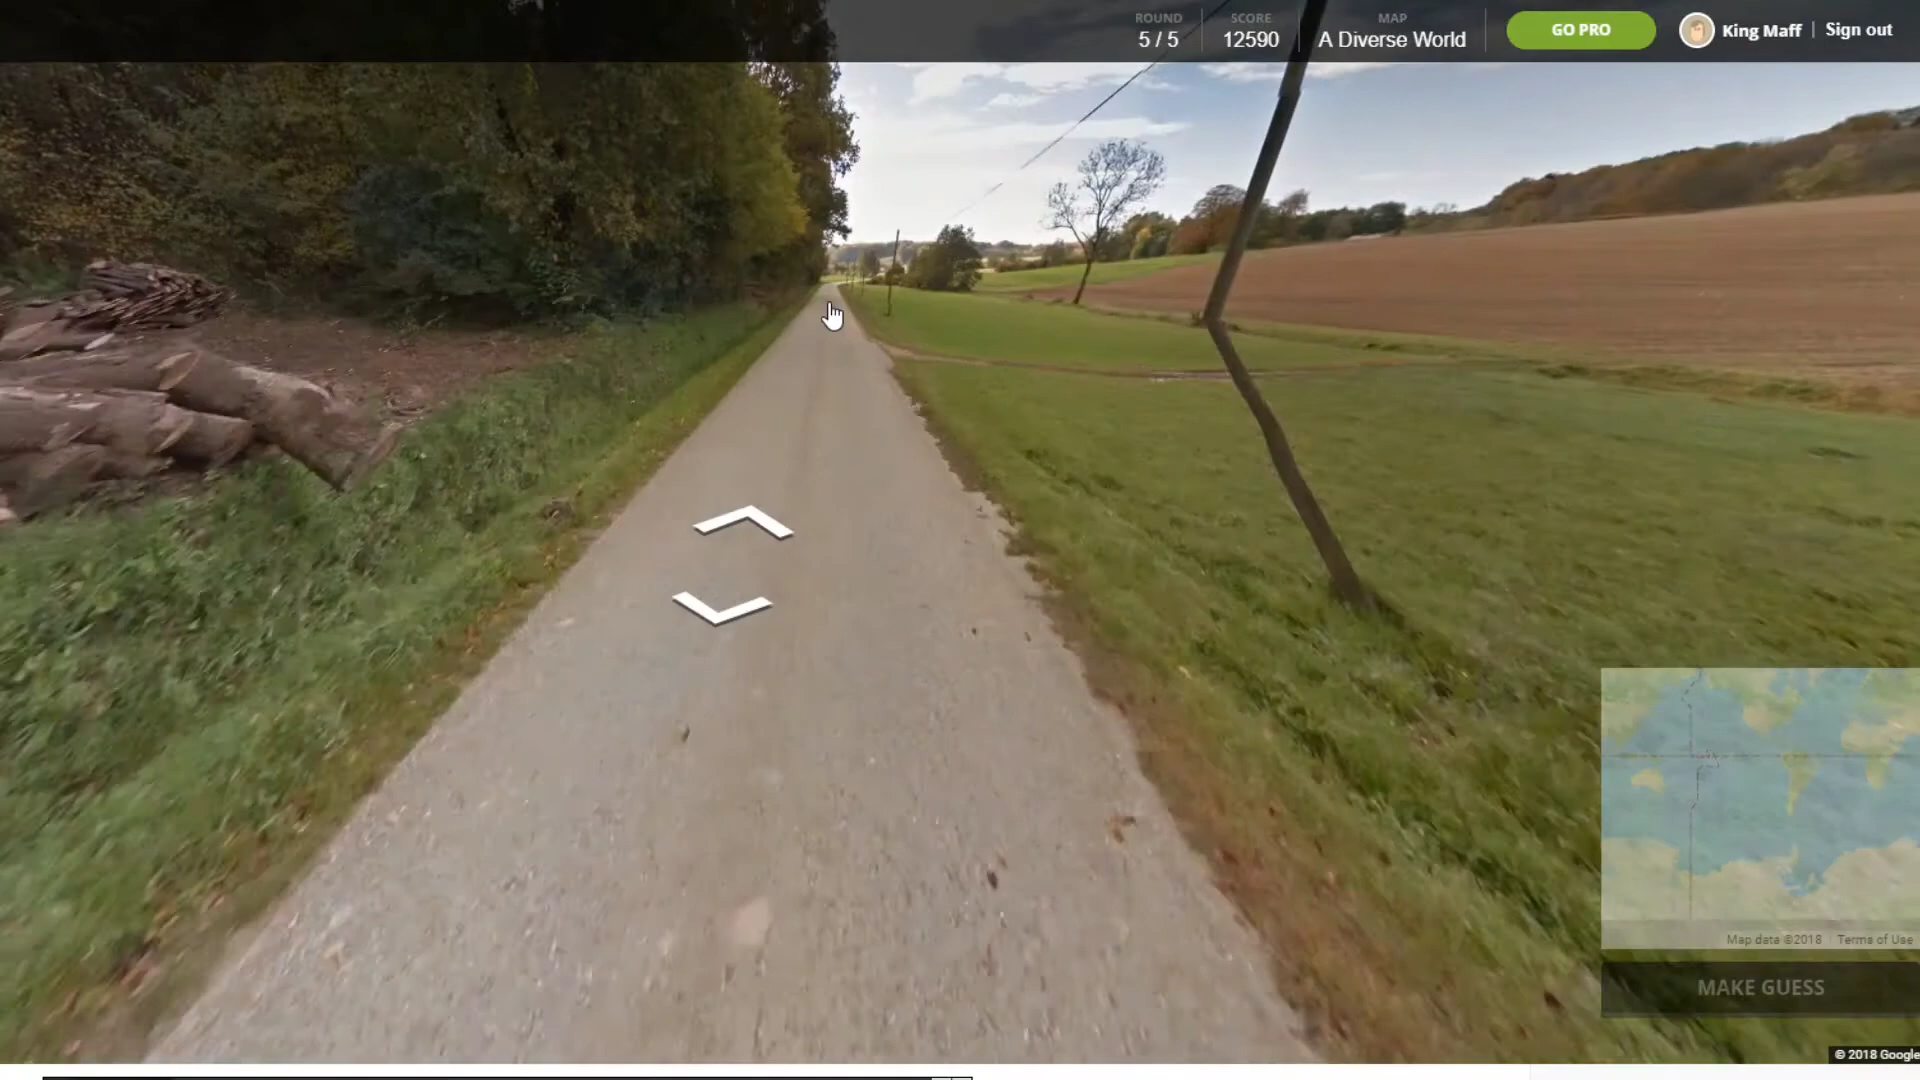 ROUND
5 / 5
SCORE
12590
MAP
A Diverse World
GO PRO
King Maff
Sign out
Map data ©2018
Terms of Use
MAKE GUESS
© 2018 Google